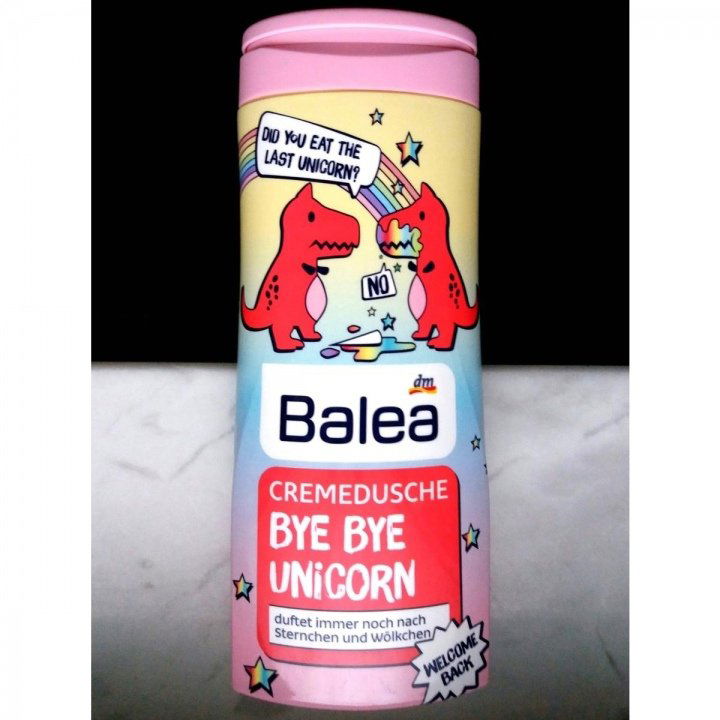 DID YOU EAT THE
LAST UNICORN?
NO
dm
Balea
CREMEDUSCHE
BYE BYE
UNiCORN
duftet immer noch nach
Sternchen und Wölkchen
WELCOME
BACK